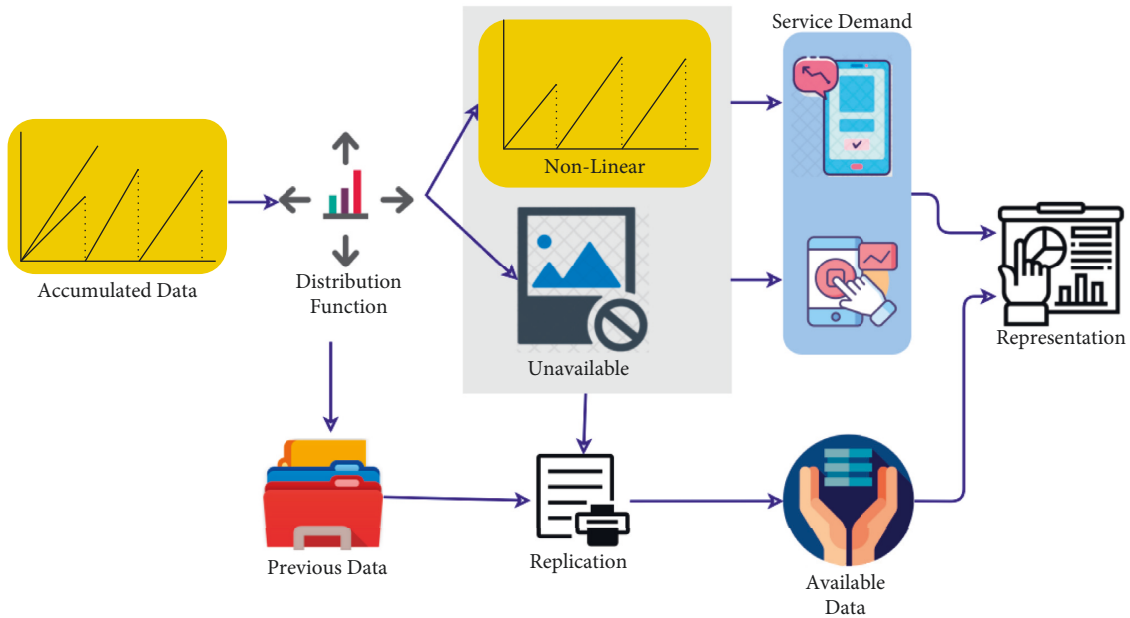 Service Demand
Non-Linear
Accumulated Data
Distribution
Function
Unavailable
Representation
Previous Data
Replication
Available
Data